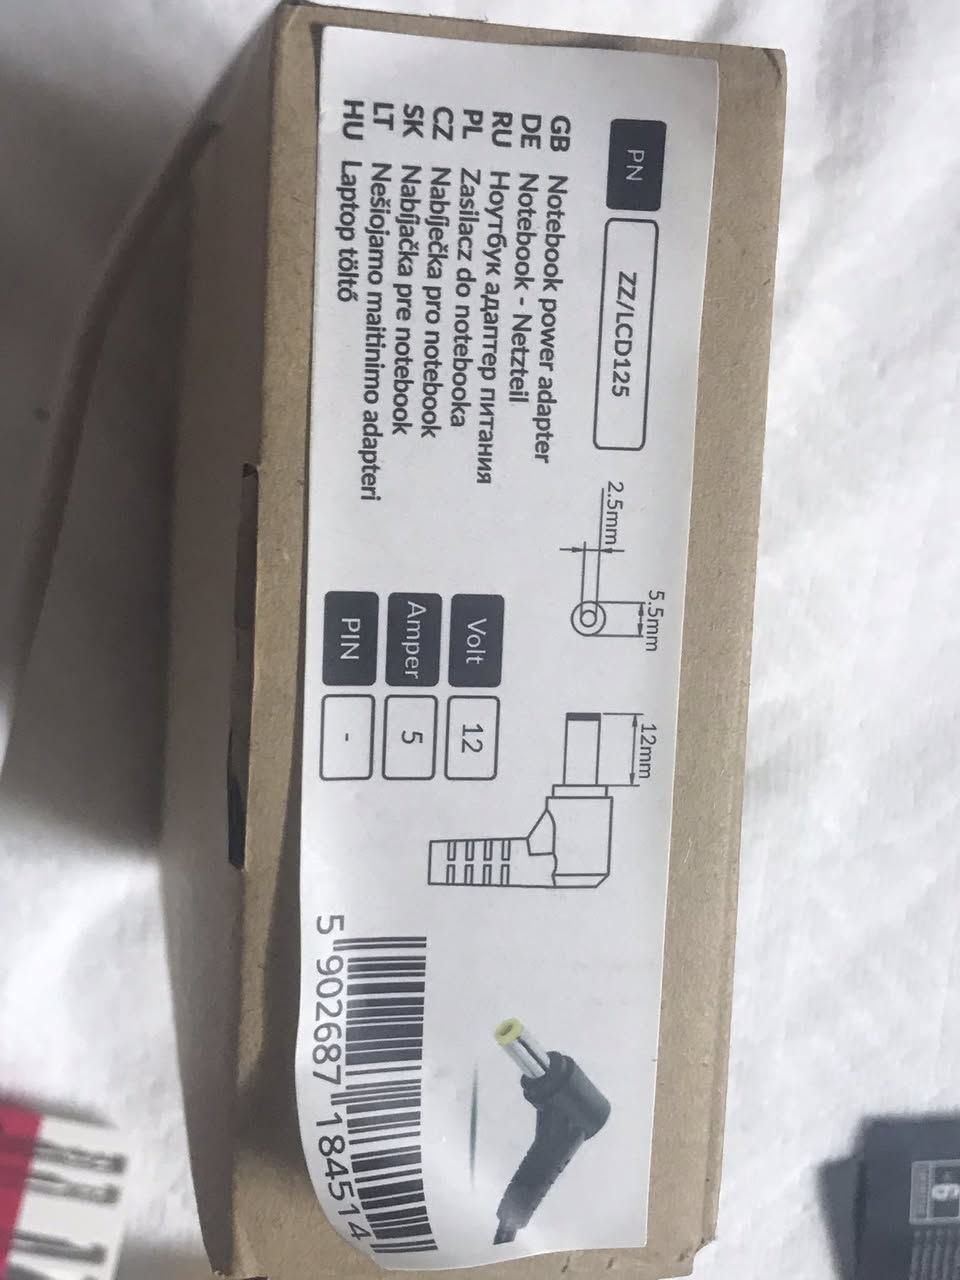 PN ZZ/LCD125
GB Notebook power adapter
DE Notebook - Netzteil
RU Ноутбук адаптер питания
PL Zasilacz do notebooka
CZ Nabíječka pro notebook
SK Nabíjačka pre notebook
LT Nešiojamo maitinimo adapteri
HU Laptop töltő
2.5mm
5.5mm
12mm
Volt 12
Amper 5
PIN -
5 902687 184514
6